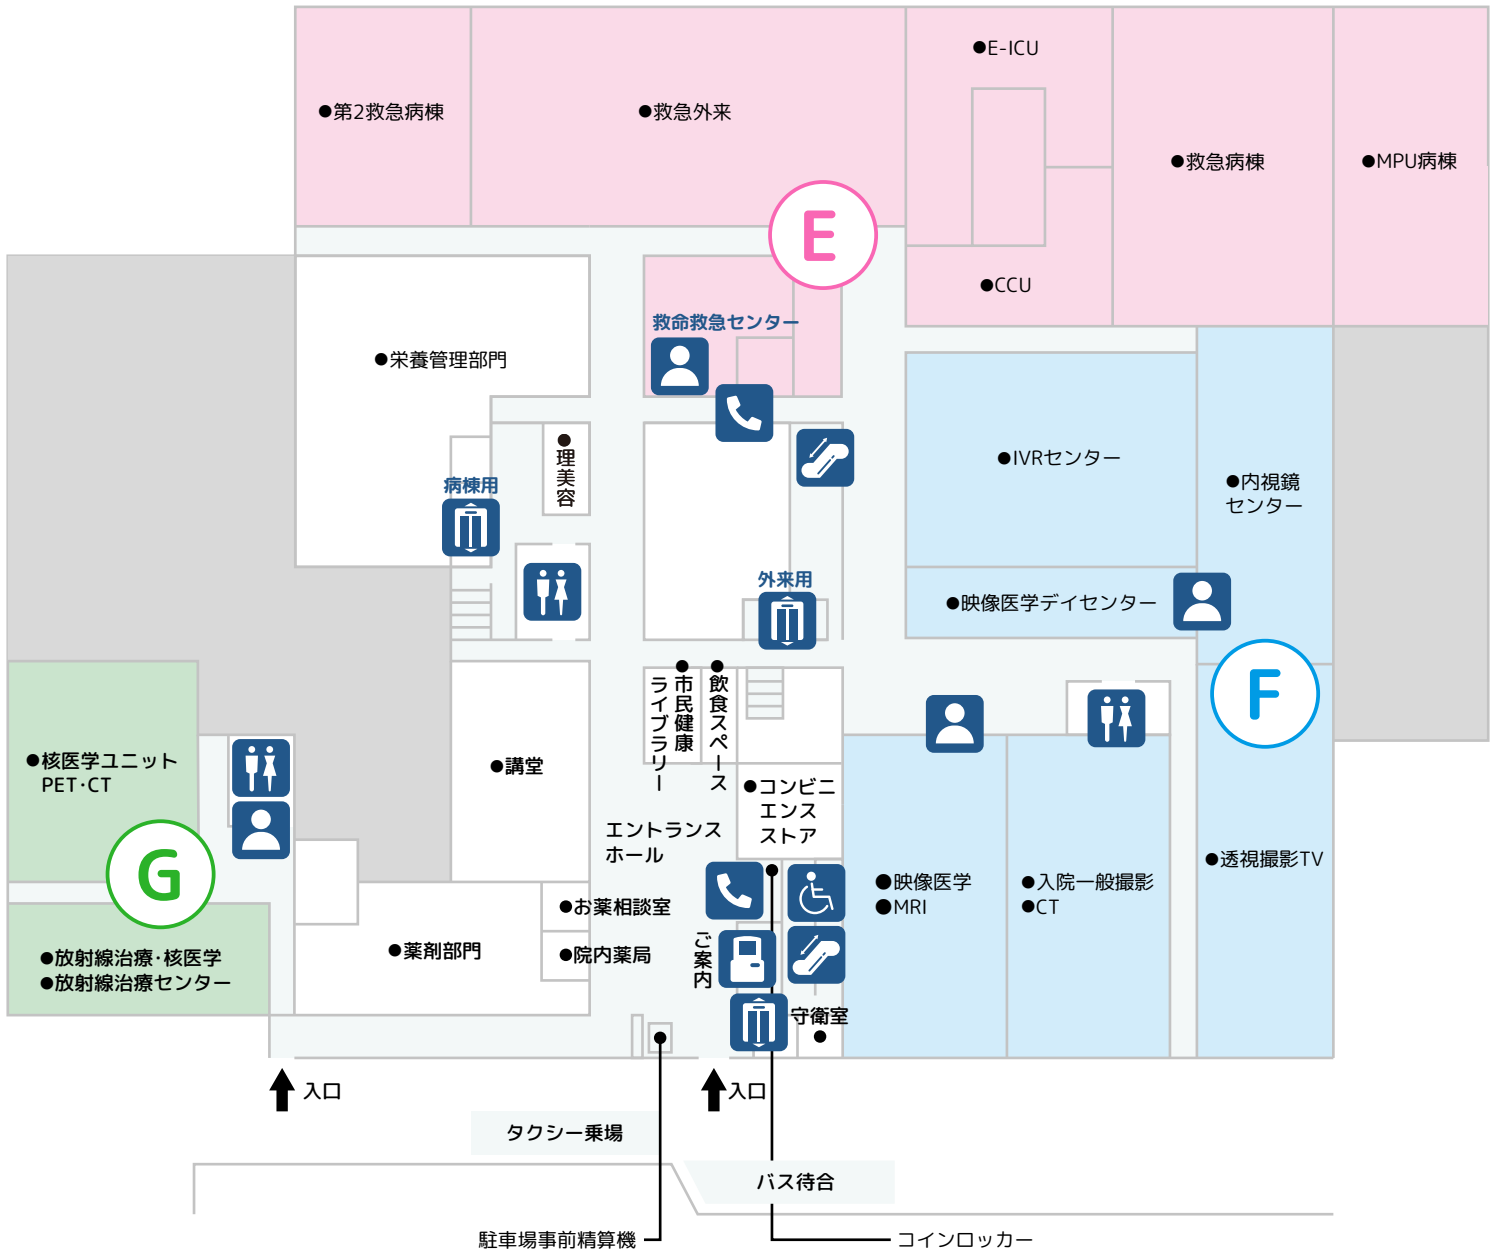 ●E-ICU
●第2救急病棟
●救急外来
●救急病棟
●MPU病棟
E
●CCU
救命救急センター
●栄養管理部門
●理美容
●IVRセンター
●内視鏡
センター
病棟用
外来用
●映像医学デイセンター
F
●市民健康
ライブラリー
●飲食スペース
●核医学ユニット
PET・CT
●講堂
●コンビニ
エンス
ストア
エントランス
ホール
G
●透視撮影TV
●映像医学
●MRI
●入院一般撮影
●CT
●お薬相談室
●薬剤部門
●院内薬局
ご案内
●放射線治療・核医学
●放射線治療センター
守衛室
●
入口
入口
タクシー乗場
バス待合
駐車場事前精算機
コインロッカー